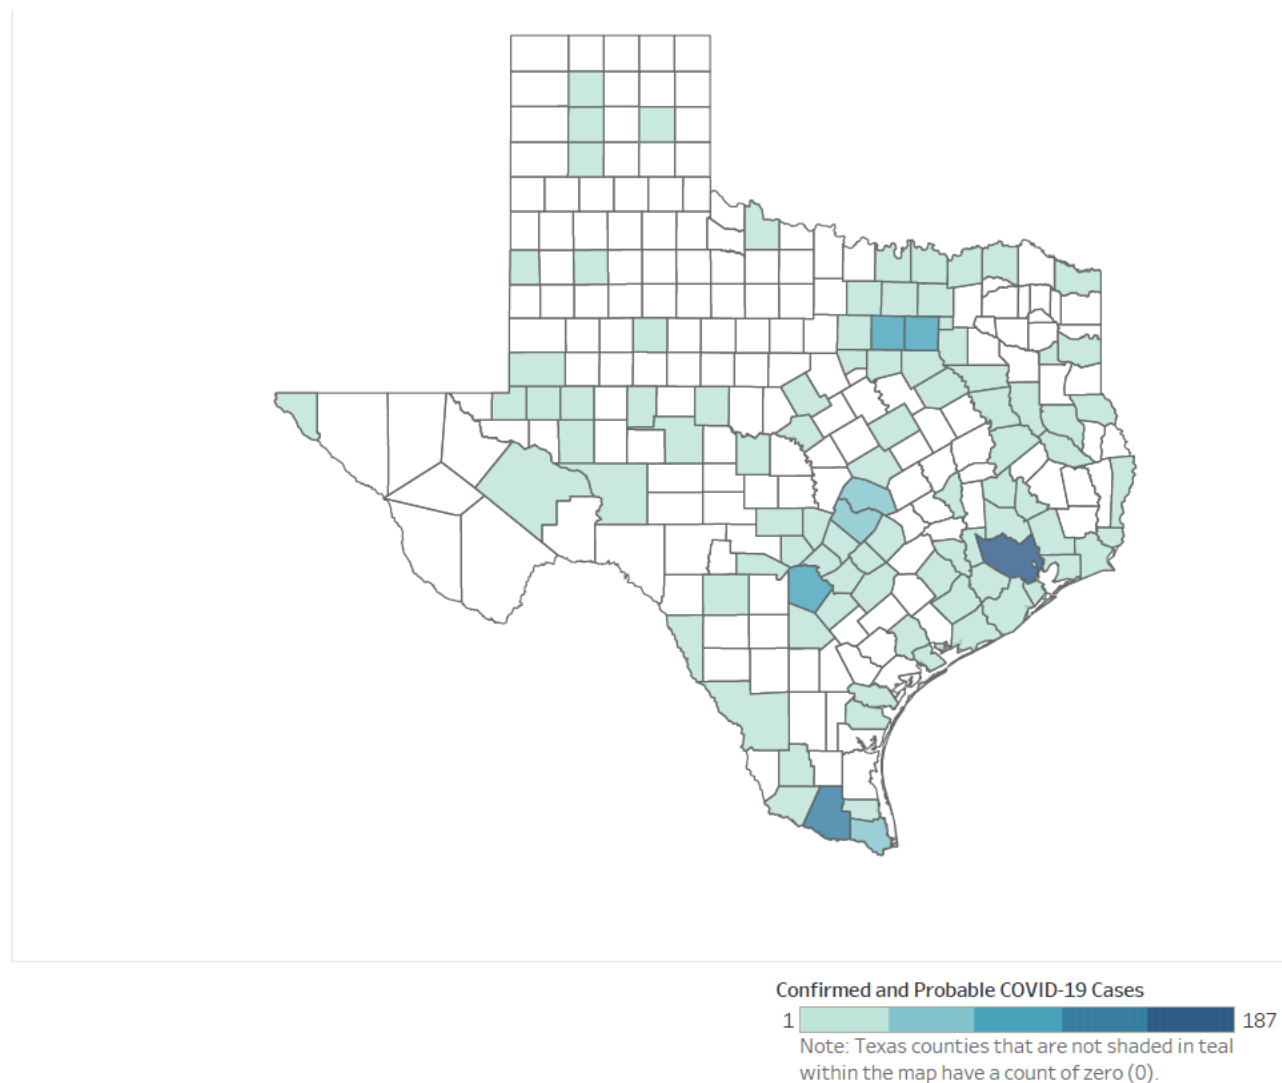 Confirmed and Probable COVID-19 Cases
1 187
Note: Texas counties that are not shaded in teal
within the map have a count of zero (0).